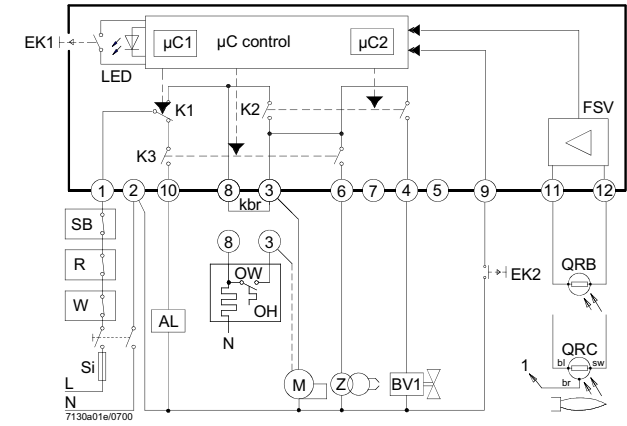 EK1
LED
µC1
µC control
µC2
K1
K2
FSV
K3
1
2
10
8
3
6
7
4
5
9
11
12
kbr
SB
R
W
8
3
OW
OH
N
AL
EK2
QRB
QRC
bl
sw
br
1
Si
L
N
M
Z
BV1
7130a01e/0700